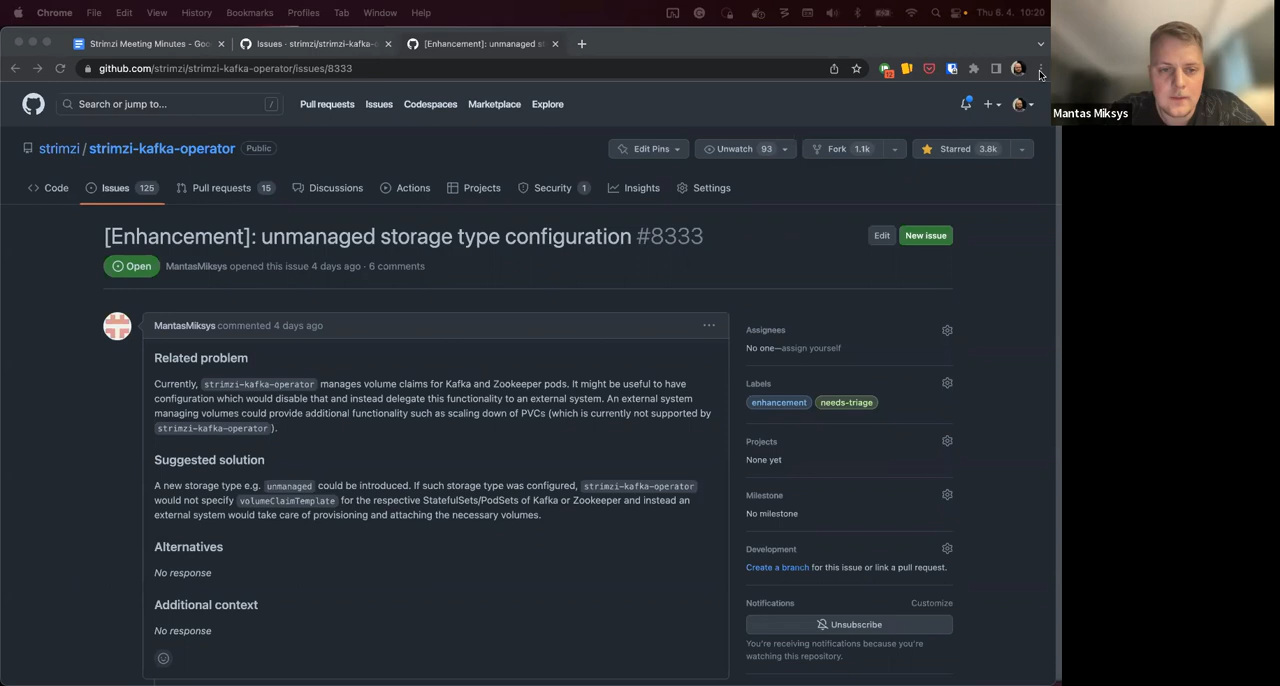 Chrome File Edit View History Bookmarks Profiles Tab Window Help Thu 6. 4. 10:20
Strimzi Meeting Minutes - Goo Issues · strimzi/strimzi-kafka- [Enhancement]: unmanaged st
github.com/strimzi/strimzi-kafka-operator/issues/8333 12
Search or jump to... / Pull requests Issues Codespaces Marketplace Explore
Mantas Miksys
strimzi / strimzi-kafka-operator Public Edit Pins Unwatch 93 Fork 1.1k Starred 3.8k
Code Issues 125 Pull requests 15 Discussions Actions Projects Security 1 Insights Settings
[Enhancement]: unmanaged storage type configuration #8333 Edit New issue
Open MantasMiksys opened this issue 4 days ago · 6 comments
MantasMiksys commented 4 days ago
Related problem
Currently, strimzi-kafka-operator manages volume claims for Kafka and Zookeeper pods. It might be useful to have
configuration which would disable that and instead delegate this functionality to an external system. An external system
managing volumes could provide additional functionality such as scaling down of PVCs (which is currently not supported by
strimzi-kafka-operator ).
Suggested solution
A new storage type e.g. unmanaged could be introduced. If such storage type was configured, strimzi-kafka-operator
would not specify volumeClaimTemplate for the respective StatefulSets/PodSets of Kafka or Zookeeper and instead an
external system would take care of provisioning and attaching the necessary volumes.
Alternatives
No response
Additional context
No response
Assignees
No one—assign yourself
Labels
enhancement needs-triage
Projects
None yet
Milestone
No milestone
Development
Create a branch for this issue or link a pull request.
Notifications Customize
Unsubscribe
You're receiving notifications because you're
watching this repository.